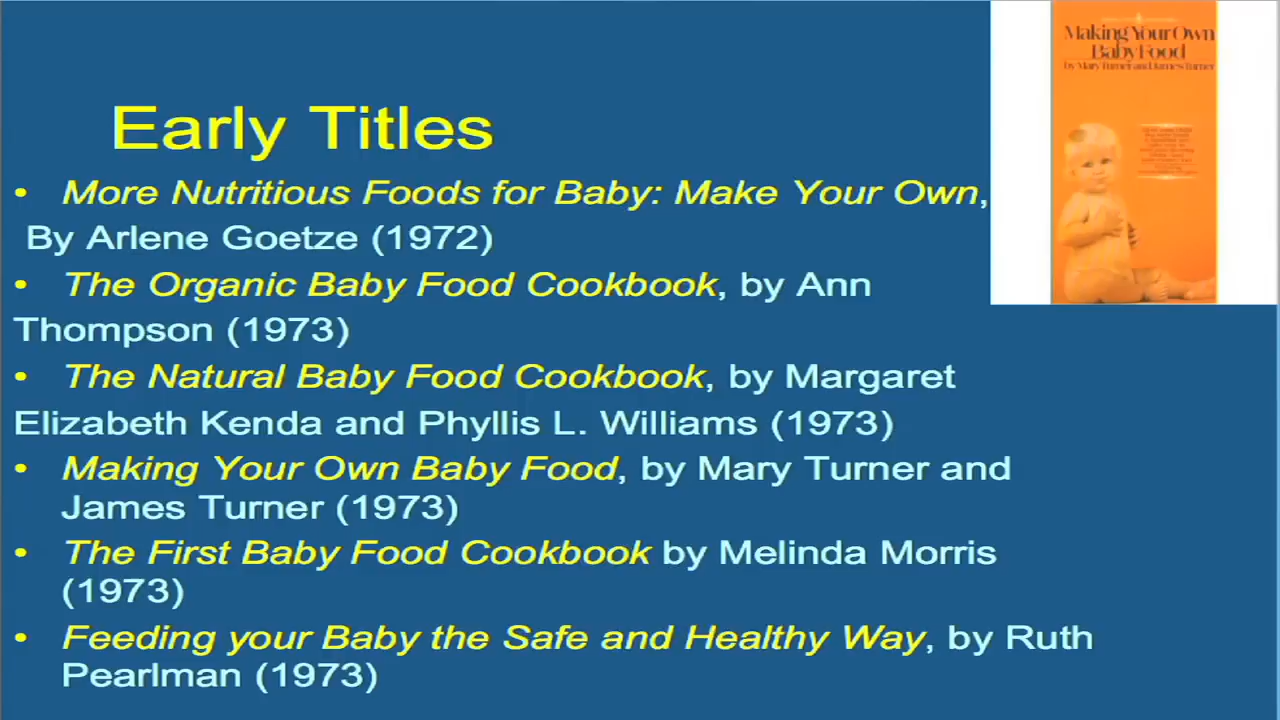 Early Titles
• More Nutritious Foods for Baby: Make Your Own,
By Arlene Goetze (1972)
• The Organic Baby Food Cookbook, by Ann
Thompson (1973)
• The Natural Baby Food Cookbook, by Margaret
Elizabeth Kenda and Phyllis L. Williams (1973)
• Making Your Own Baby Food, by Mary Turner and
James Turner (1973)
• The First Baby Food Cookbook by Melinda Morris
(1973)
• Feeding your Baby the Safe and Healthy Way, by Ruth
Pearlman (1973)
Making Your Own
Baby Food
by Mary Turner and James Turner